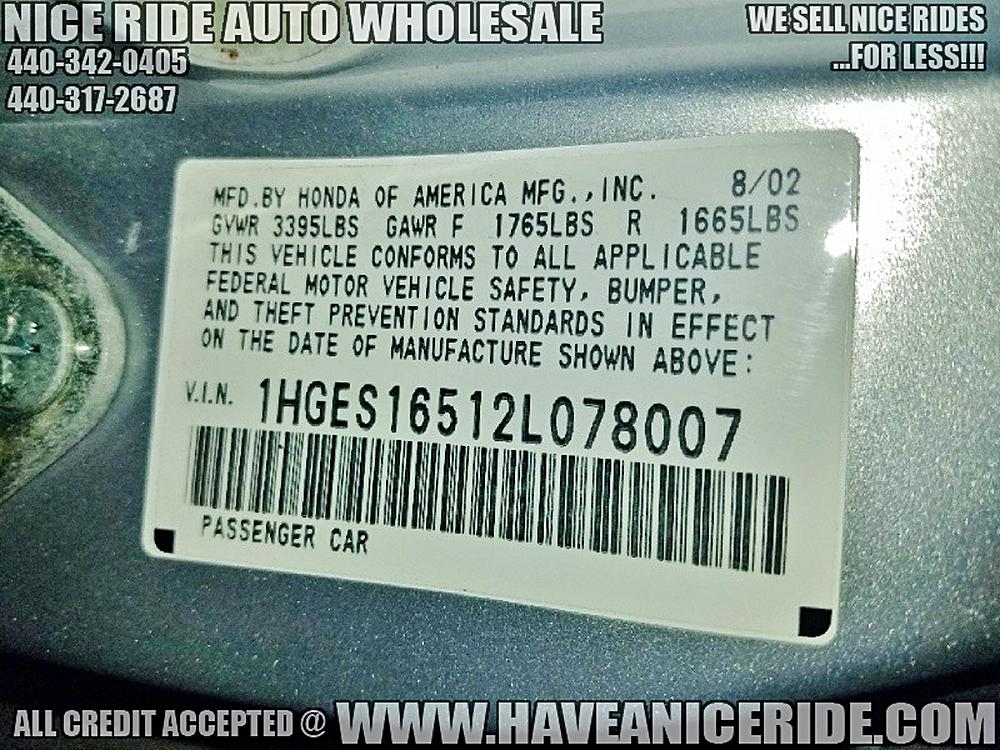 NICE RIDE AUTO WHOLESALE
440-342-0405
440-317-2687
WE SELL NICE RIDES
...FOR LESS!!!
MFD.BY HONDA OF AMERICA MFG.,INC. 8/02
GVWR 3395LBS GAWR F 1765LBS R 1665LBS
THIS VEHICLE CONFORMS TO ALL APPLICABLE
FEDERAL MOTOR VEHICLE SAFETY, BUMPER,
AND THEFT PREVENTION STANDARDS IN EFFECT
ON THE DATE OF MANUFACTURE SHOWN ABOVE:
V.I.N. 1HGES16512L078007
PASSENGER CAR
ALL CREDIT ACCEPTED @ WWW.HAVEANICERIDE.COM